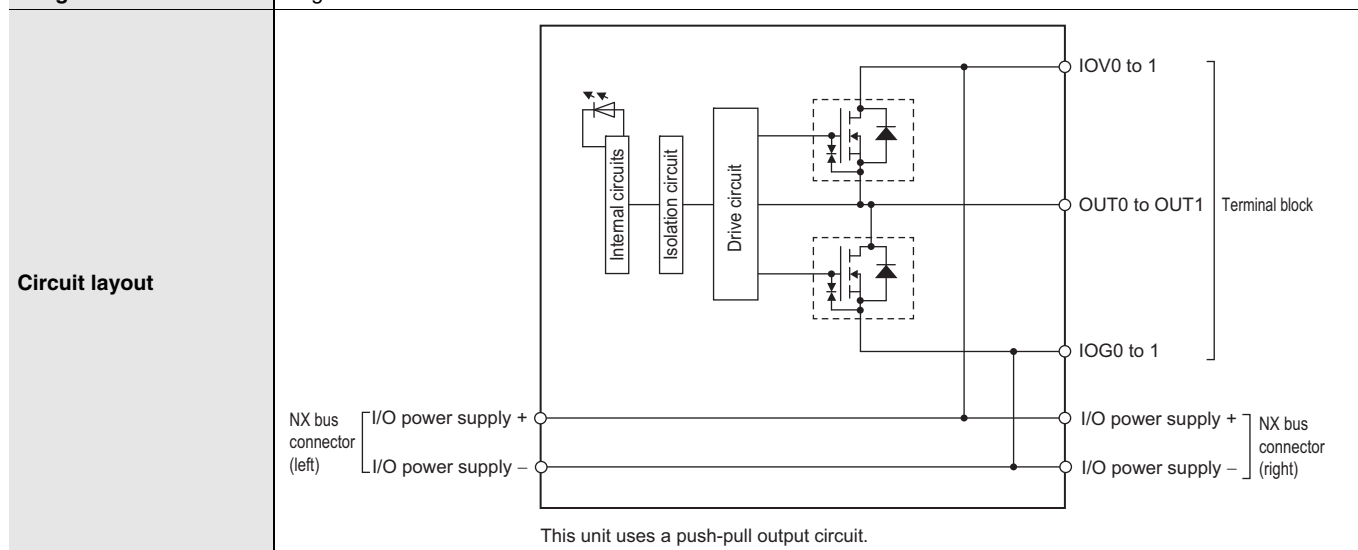 Circuit layout
Internal circuits
Isolation circuit
Drive circuit
IOV0 to 1
OUT0 to OUT1
Terminal block
IOG0 to 1
NX bus
connector
(left)
I/O power supply +
I/O power supply –
I/O power supply +
I/O power supply –
NX bus
connector
(right)
This unit uses a push-pull output circuit.